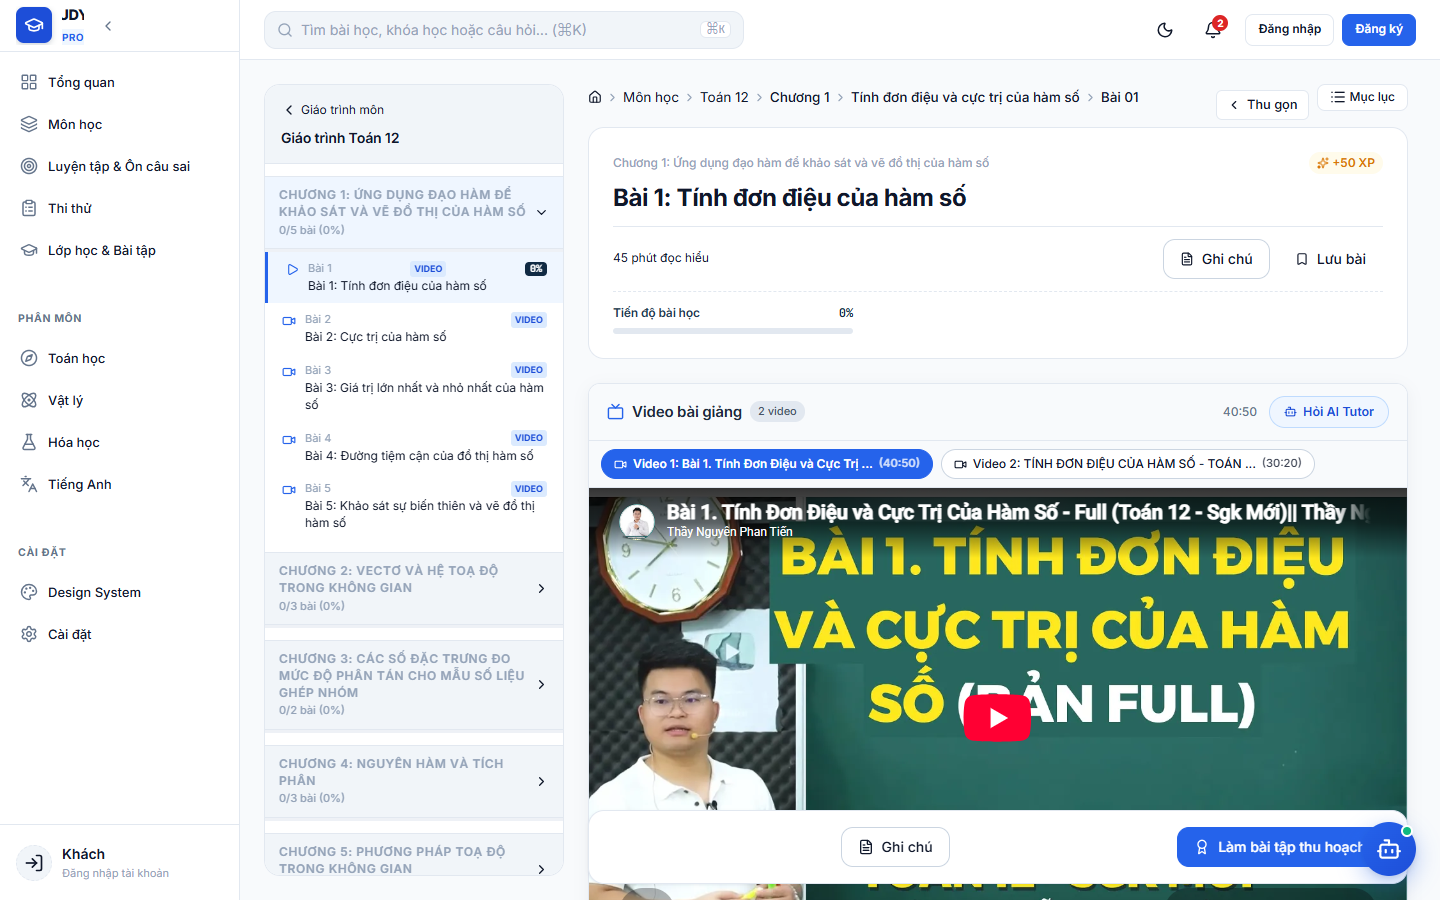 JDY
PRO
Tìm bài học, khóa học hoặc câu hỏi... (⌘K)
⌘K
2
Đăng nhập
Đăng ký
Tổng quan
Môn học
Luyện tập & Ôn câu sai
Thi thử
Lớp học & Bài tập
PHÂN MÔN
Toán học
Vật lý
Hóa học
Tiếng Anh
CÀI ĐẶT
Design System
Cài đặt
Khách
Đăng nhập tài khoản
Giáo trình môn
Giáo trình Toán 12
CHƯƠNG 1: ỨNG DỤNG ĐẠO HÀM ĐỂ
KHẢO SÁT VÀ VẼ ĐỒ THỊ CỦA HÀM SỐ
0/5 bài (0%)
Bài 1 VIDEO 0%
Bài 1: Tính đơn điệu của hàm số
Bài 2 VIDEO
Bài 2: Cực trị của hàm số
Bài 3 VIDEO
Bài 3: Giá trị lớn nhất và nhỏ nhất của hàm
số
Bài 4 VIDEO
Bài 4: Đường tiệm cận của đồ thị hàm số
Bài 5 VIDEO
Bài 5: Khảo sát sự biến thiên và vẽ đồ thị
hàm số
CHƯƠNG 2: VECTƠ VÀ HỆ TOẠ ĐỘ
TRONG KHÔNG GIAN
0/3 bài (0%)
CHƯƠNG 3: CÁC SỐ ĐẶC TRƯNG ĐO
MỨC ĐỘ PHÂN TÁN CHO MẪU SỐ LIỆU
GHÉP NHÓM
0/2 bài (0%)
CHƯƠNG 4: NGUYÊN HÀM VÀ TÍCH
PHÂN
0/3 bài (0%)
CHƯƠNG 5: PHƯƠNG PHÁP TOẠ ĐỘ
TRONG KHÔNG GIAN
Môn học > Toán 12 > Chương 1 > Tính đơn điệu và cực trị của hàm số > Bài 01
Thu gọn
Mục lục
Chương 1: Ứng dụng đạo hàm để khảo sát và vẽ đồ thị của hàm số
+50 XP
Bài 1: Tính đơn điệu của hàm số
45 phút đọc hiểu
Ghi chú
Lưu bài
Tiến độ bài học 0%
Video bài giảng 2 video
40:50
Hỏi AI Tutor
Video 1: Bài 1. Tính Đơn Điệu và Cực Trị ... (40:50)
Video 2: TÍNH ĐƠN ĐIỆU CỦA HÀM SỐ - TOÁN ... (30:20)
Bài 1. Tính Đơn Điệu và Cực Trị Của Hàm Số - Full (Toán 12 - Sgk Mới)|| Thầy
Thầy Nguyễn Phan Tiến
BÀI 1. TÍNH ĐƠN ĐIỆU
VÀ CỰC TRỊ CỦA HÀM
SỐ (BẢN FULL)
Ghi chú
Làm bài tập thu hoạch